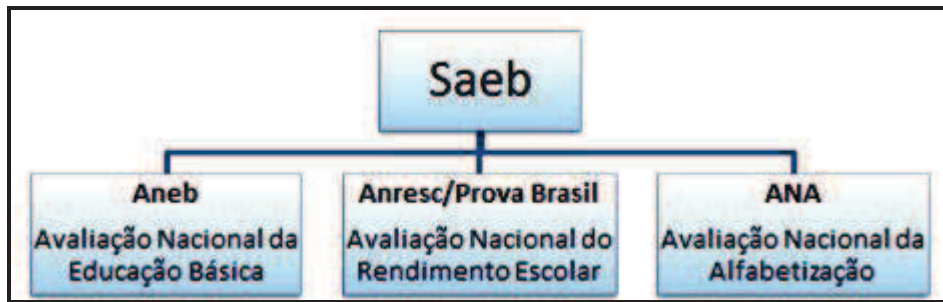 Saeb
Aneb
Avaliação Nacional da
Educação Básica
Anresc/Prova Brasil
Avaliação Nacional do
Rendimento Escolar
ANA
Avaliação Nacional da
Alfabetização